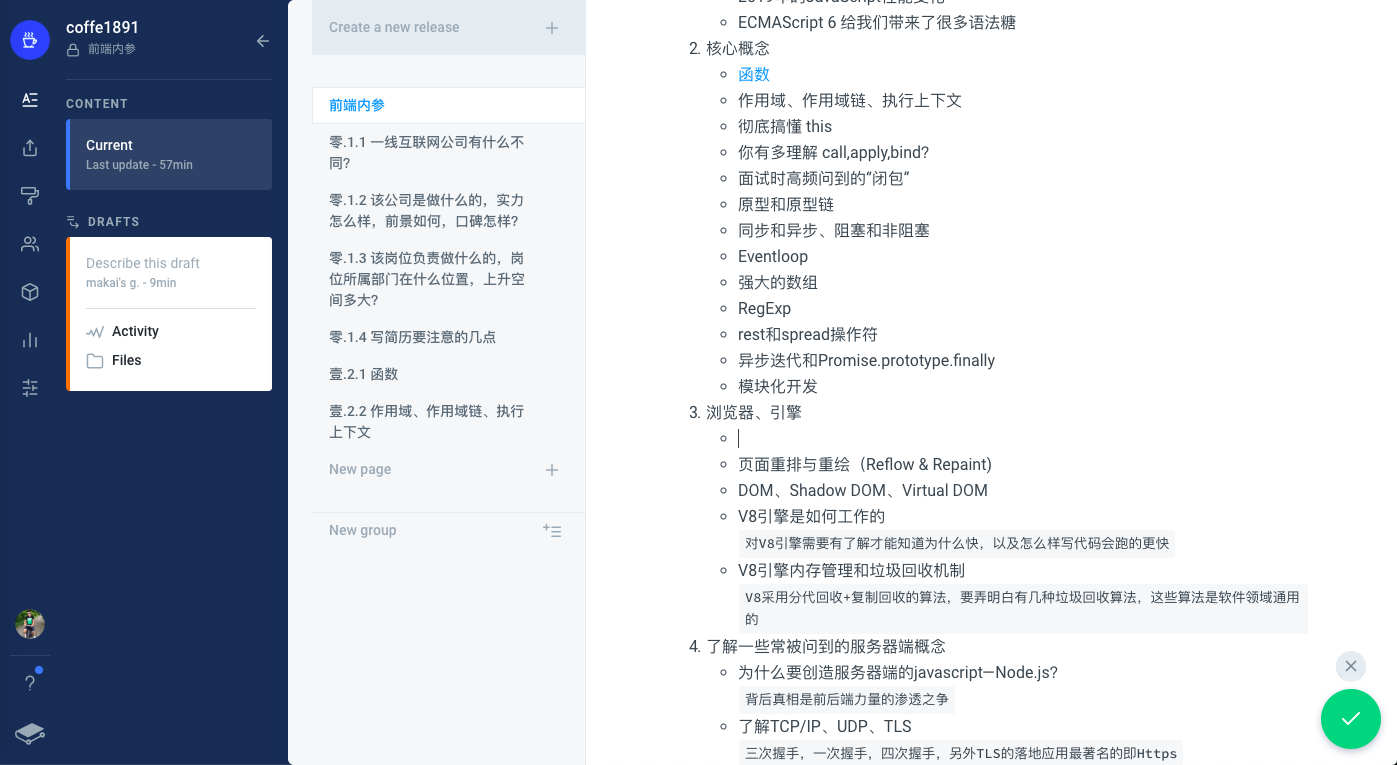 coffe1891
前端内参
CONTENT
Current
Last update - 57min
DRAFTS
Describe this draft
makai's g. - 9min
Activity
Files
?
Create a new release
前端内参
零.1.1 一线互联网公司有什么不
同?
零.1.2 该公司是做什么的，实力
怎么样，前景如何，口碑怎样?
零.1.3 该岗位负责做什么的，岗
位所属部门在什么位置，上升空
间多大?
零.1.4 写简历要注意的几点
壹.2.1 函数
壹.2.2 作用域、作用域链、执行
上下文
New page
New group
ECMAScript 6 给我们带来了很多语法糖
2. 核心概念
函数
作用域、作用域链、执行上下文
彻底搞懂 this
你有多理解 call,apply,bind?
面试时高频问到的“闭包”
原型和原型链
同步和异步、阻塞和非阻塞
Eventloop
强大的数组
RegExp
rest和spread操作符
异步迭代和Promise.prototype.finally
模块化开发
3. 浏览器、引擎
页面重排与重绘（Reflow & Repaint)
DOM、Shadow DOM、Virtual DOM
V8引擎是如何工作的
对V8引擎需要有了解才能知道为什么快，以及怎么样写代码会跑的更快
V8引擎内存管理和垃圾回收机制
V8采用分代回收+复制回收的算法，要弄明白有几种垃圾回收算法，这些算法是软件领域通用
的
4. 了解一些常被问到的服务器端概念
为什么要创造服务器端的javascript—Node.js?
背后真相是前后端力量的渗透之争
了解TCP/IP、UDP、TLS
三次握手，一次握手，四次握手，另外TLS的落地应用最著名的即Https